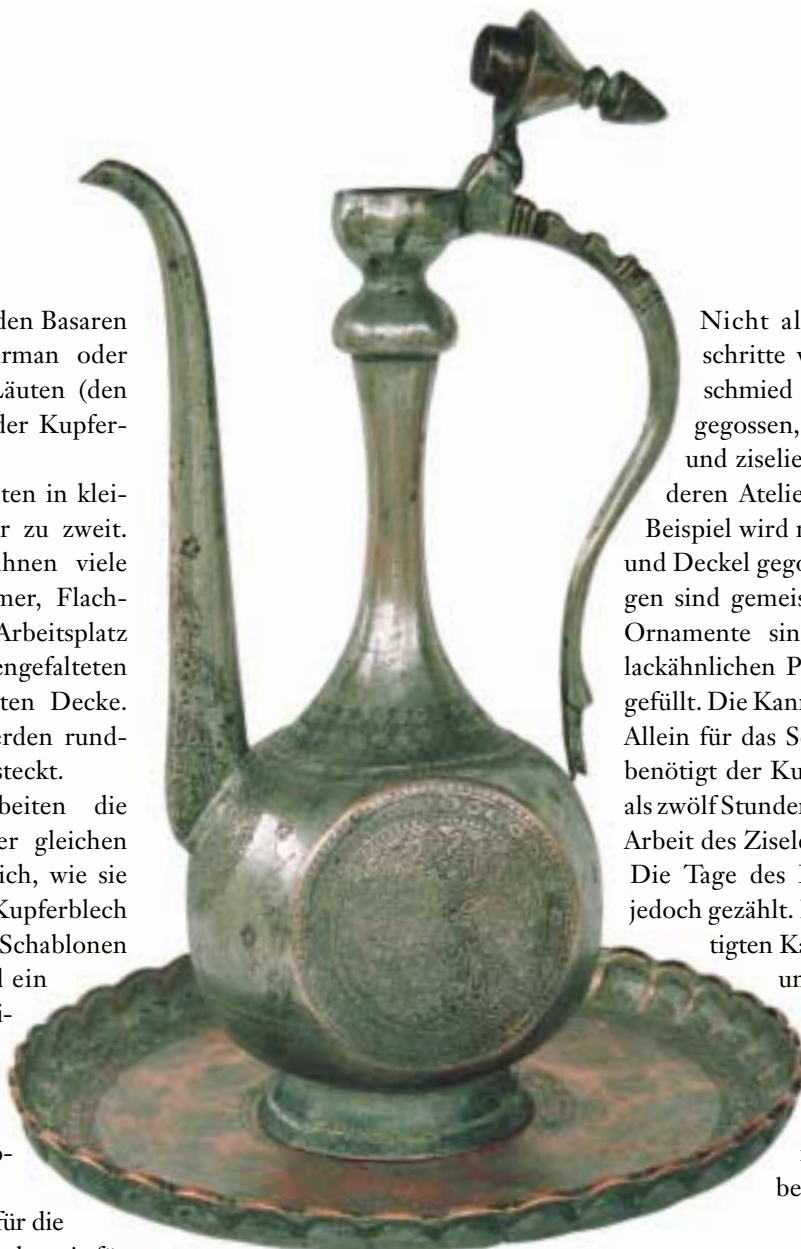 den Basaren
rman oder
Läuten (den
der Kupfer-
ten in klei-
r zu zweit.
hnen viele
mer, Flach-
Arbeitsplatz
engefalteten
ten Decke.
erden rund-
steckt.
beiten die
er gleichen
ich, wie sie
Kupferblech
Schablonen
d ein
i-
für die
Nicht al
schritte
schmied
gegossen,
und ziselie
deren Atelie
Beispiel wird
und Deckel gego
gen sind gemeis
Ornamente sin
lackähnlichen P
gefüllt. Die Kann
Allein für das Sc
benötigt der Ku
als zwölf Stunden
Arbeit des Zisele
Die Tage des
jedoch gezählt.
tigten Ka
un
be